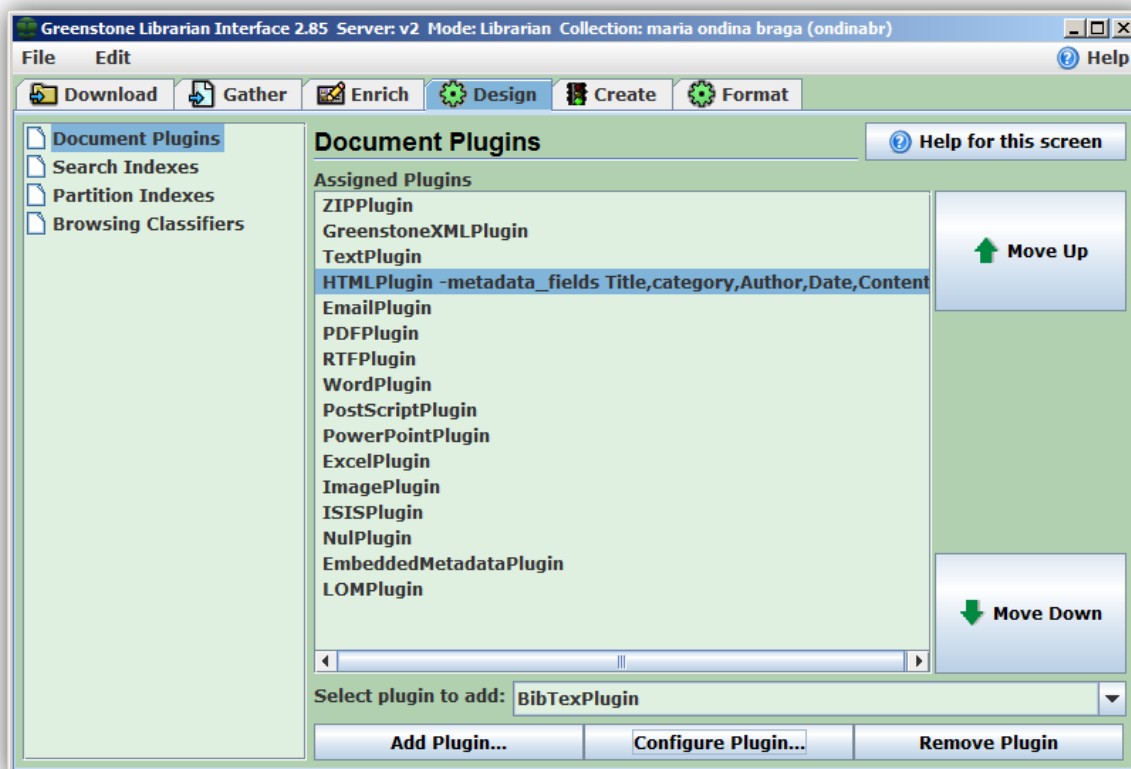 Greenstone Librarian Interface 2.85 Server: v2 Mode: Librarian Collection: maria ondina braga (ondinabr)
File Edit Help
Download Gather Enrich Design Create Format
Document Plugins
Search Indexes
Partition Indexes
Browsing Classifiers
Document Plugins
Help for this screen
Assigned Plugins
ZIPPlugin
GreenstoneXMLPlugin
TextPlugin
HTMLPlugin -metadata_fields Title,category,Author,Date,Content
EmailPlugin
PDFPlugin
RTFPlugin
WordPlugin
PostScriptPlugin
PowerPointPlugin
ExcelPlugin
ImagePlugin
ISISPlugin
NulPlugin
EmbeddedMetadataPlugin
LOMPlugin
Move Up
Move Down
Select plugin to add: BibTexPlugin
Add Plugin... Configure Plugin... Remove Plugin